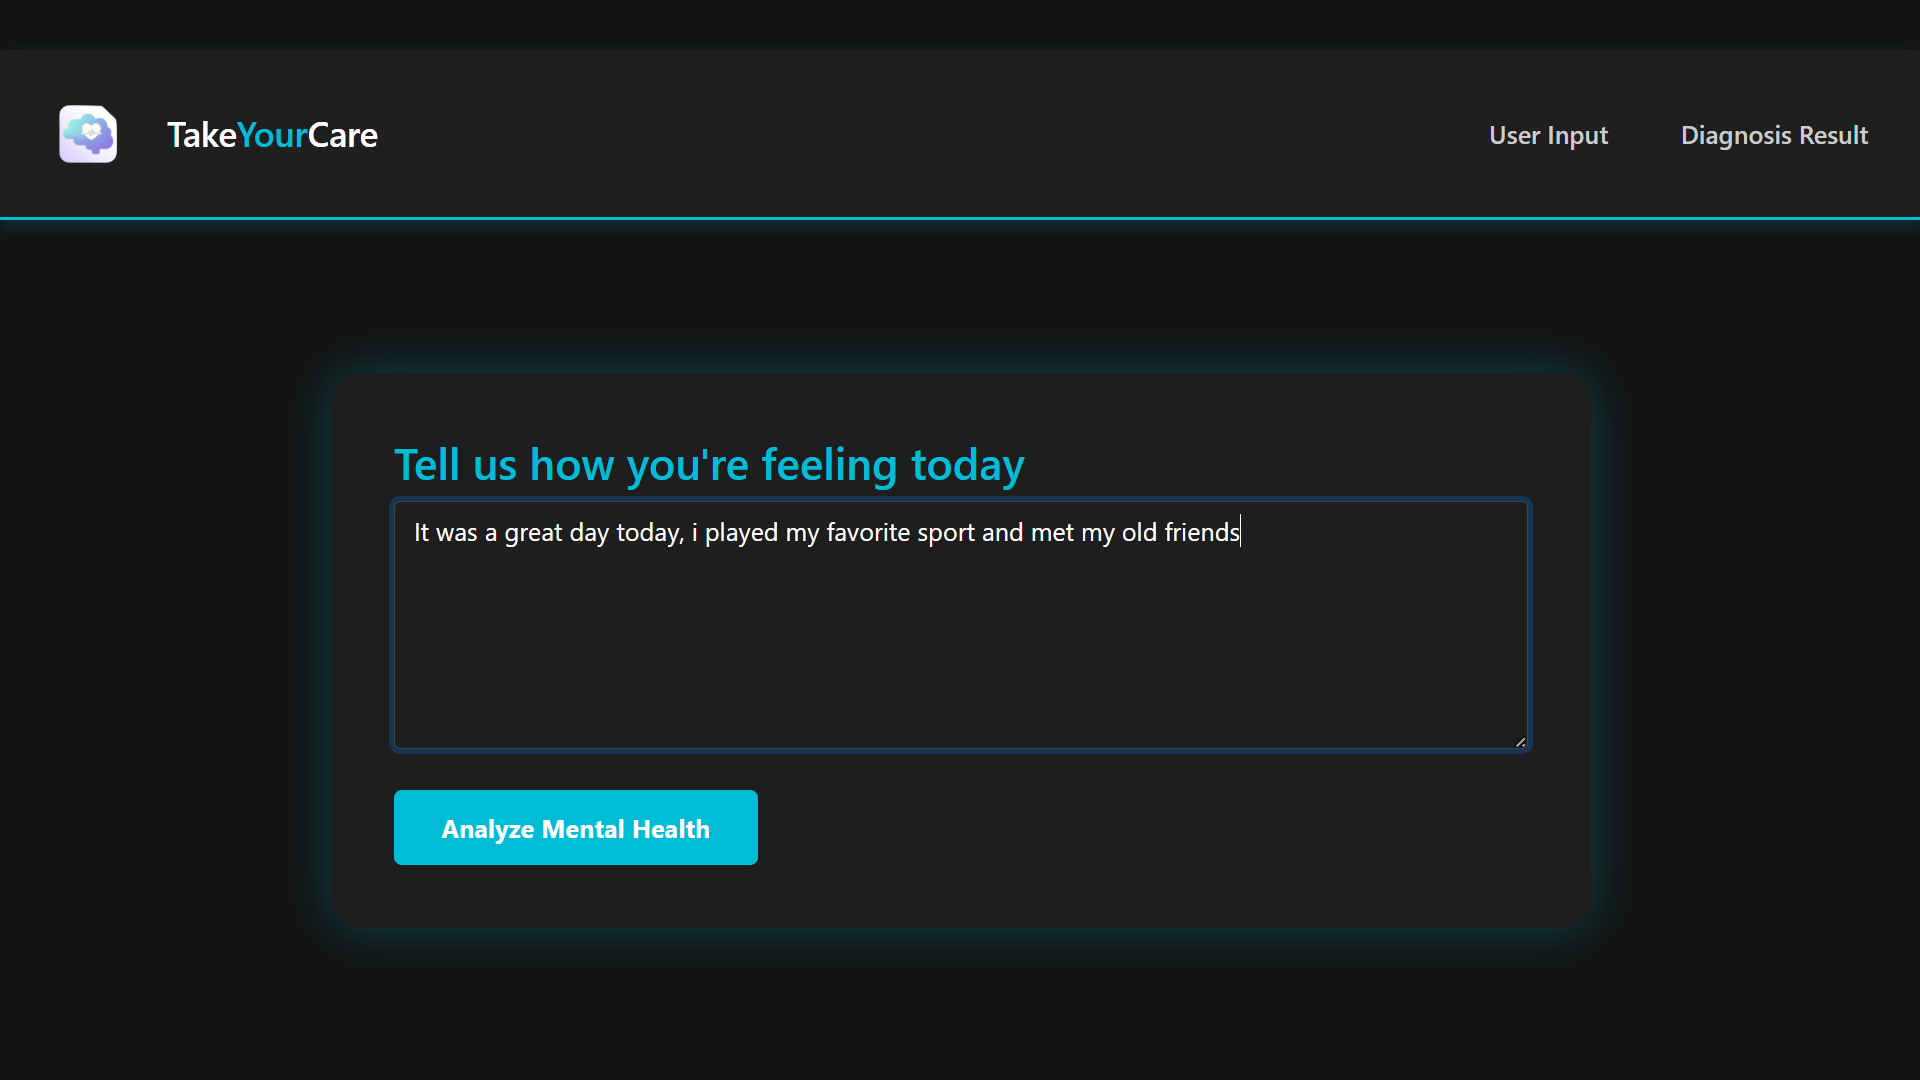 TakeYourCare
User Input
Diagnosis Result
Tell us how you're feeling today
It was a great day today, i played my favorite sport and met my old friends
Analyze Mental Health